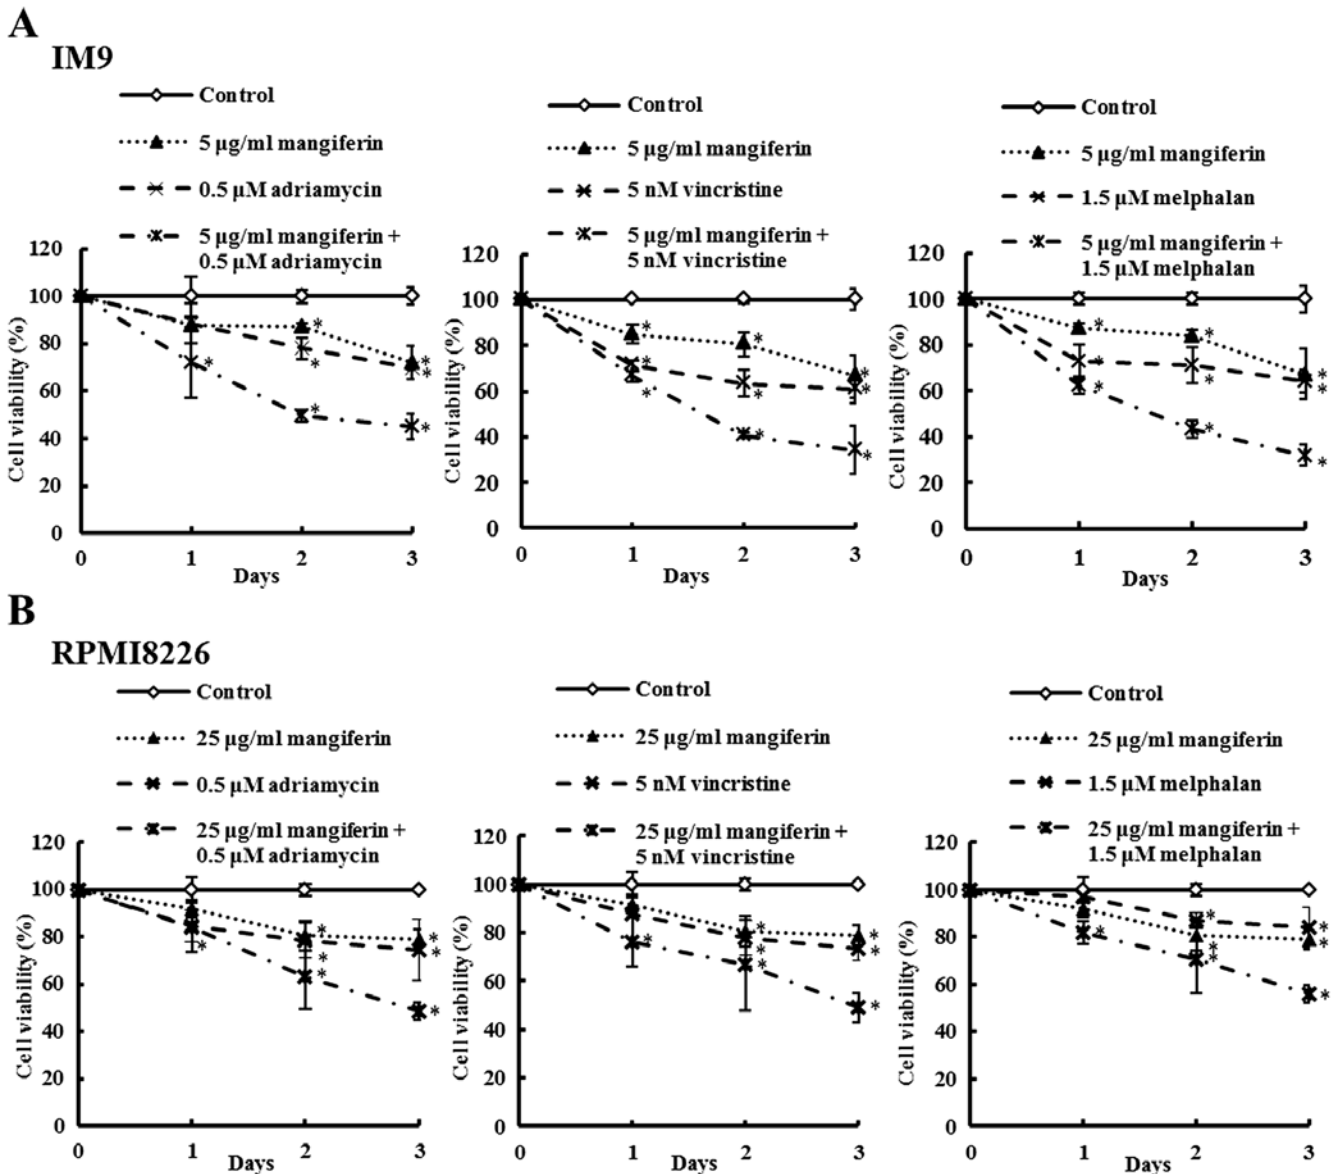 A
IM9
Control
5 µg/ml mangiferin
0.5 µM adriamycin
5 µg/ml mangiferin +
0.5 µM adriamycin
120
100
80
60
40
20
0
Cell viability (%)
0 1 2 3
Days
Control
5 µg/ml mangiferin
5 nM vincristine
5 µg/ml mangiferin +
5 nM vincristine
120
100
80
60
40
20
0
Cell viability (%)
0 1 2 3
Days
Control
5 µg/ml mangiferin
1.5 µM melphalan
5 µg/ml mangiferin +
1.5 µM melphalan
120
100
80
60
40
20
0
Cell viability (%)
0 1 2 3
Days
B
RPMI8226
Control
25 µg/ml mangiferin
0.5 µM adriamycin
25 µg/ml mangiferin +
0.5 µM adriamycin
120
100
80
60
40
20
0
Cell viability (%)
0 1 2 3
Days
Control
25 µg/ml mangiferin
5 nM vincristine
25 µg/ml mangiferin +
5 nM vincristine
120
100
80
60
40
20
0
Cell viability (%)
0 1 2 3
Days
Control
25 µg/ml mangiferin
1.5 µM melphalan
25 µg/ml mangiferin +
1.5 µM melphalan
120
100
80
60
40
20
0
Cell viability (%)
0 1 2 3
Days